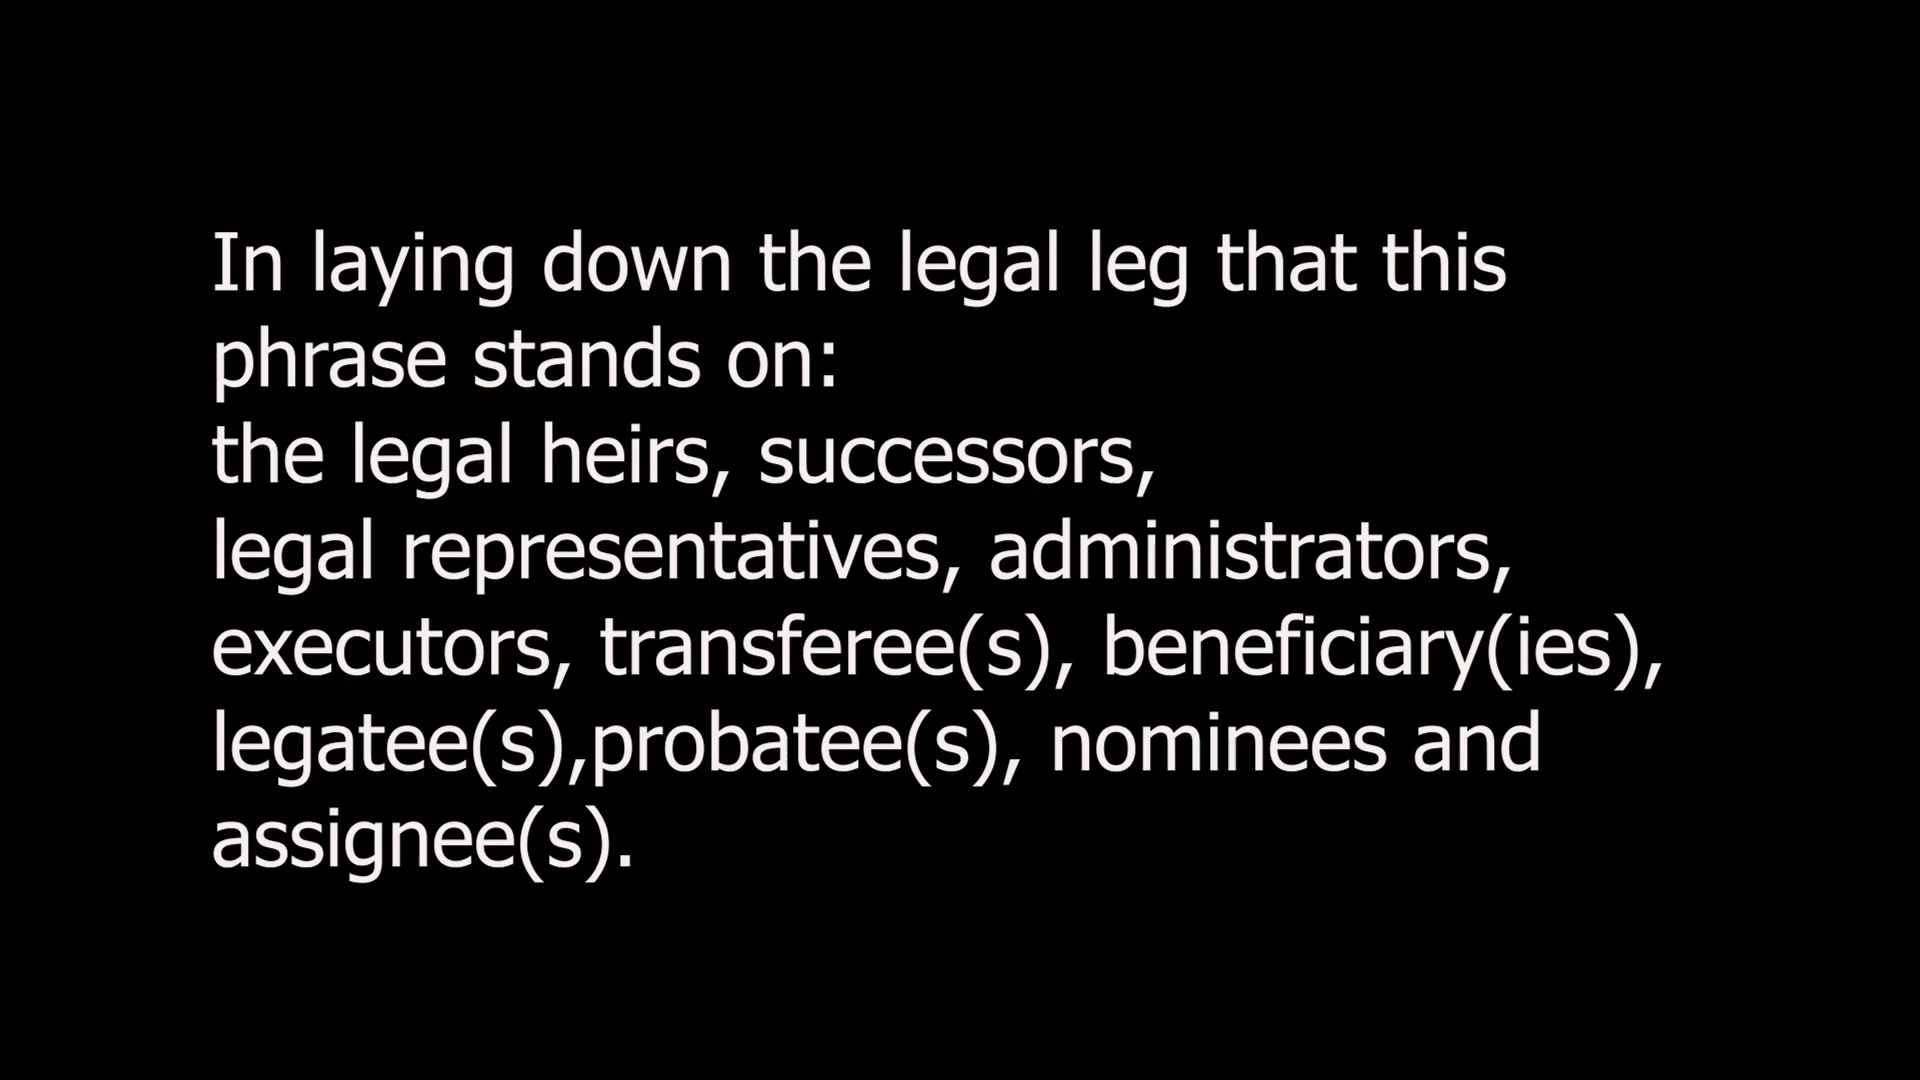 In laying down the legal leg that this
phrase stands on:
the legal heirs, successors,
legal representatives, administrators,
executors, transferee(s), beneficiary(ies),
legatee(s),probatee(s), nominees and
assignee(s).